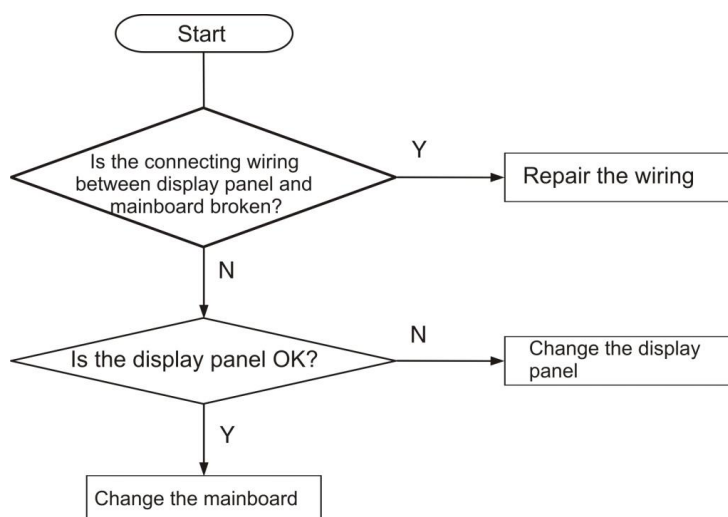 Start
Is the connecting wiring
between display panel and
mainboard broken?
Y
Repair the wiring
N
Is the display panel OK?
N
Change the display
panel
Y
Change the mainboard